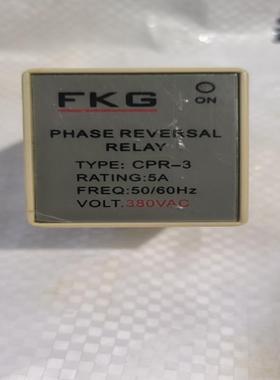 FKG
ON
PHASE REVERSAL
RELAY
TYPE: CPR-3
RATING:5A
FREQ:50/60Hz
VOLT.380VAC